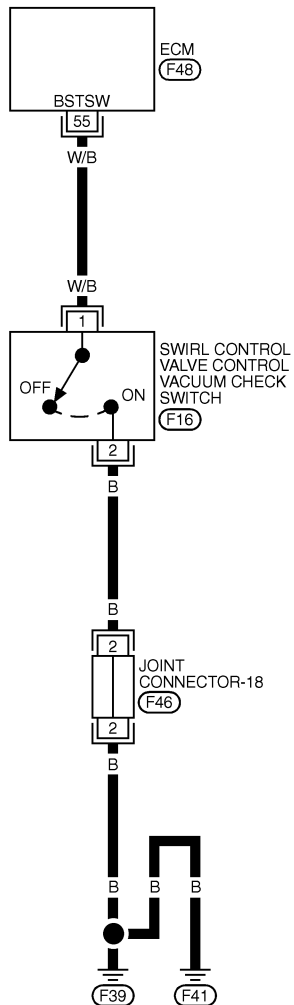 ECM
F48
BSTSW
55
W/B
W/B
1
SWIRL CONTROL
VALVE CONTROL
VACUUM CHECK
SWITCH
F16
OFF
ON
2
B
B
2
JOINT
CONNECTOR-18
F46
2
B
B B B
F39 F41